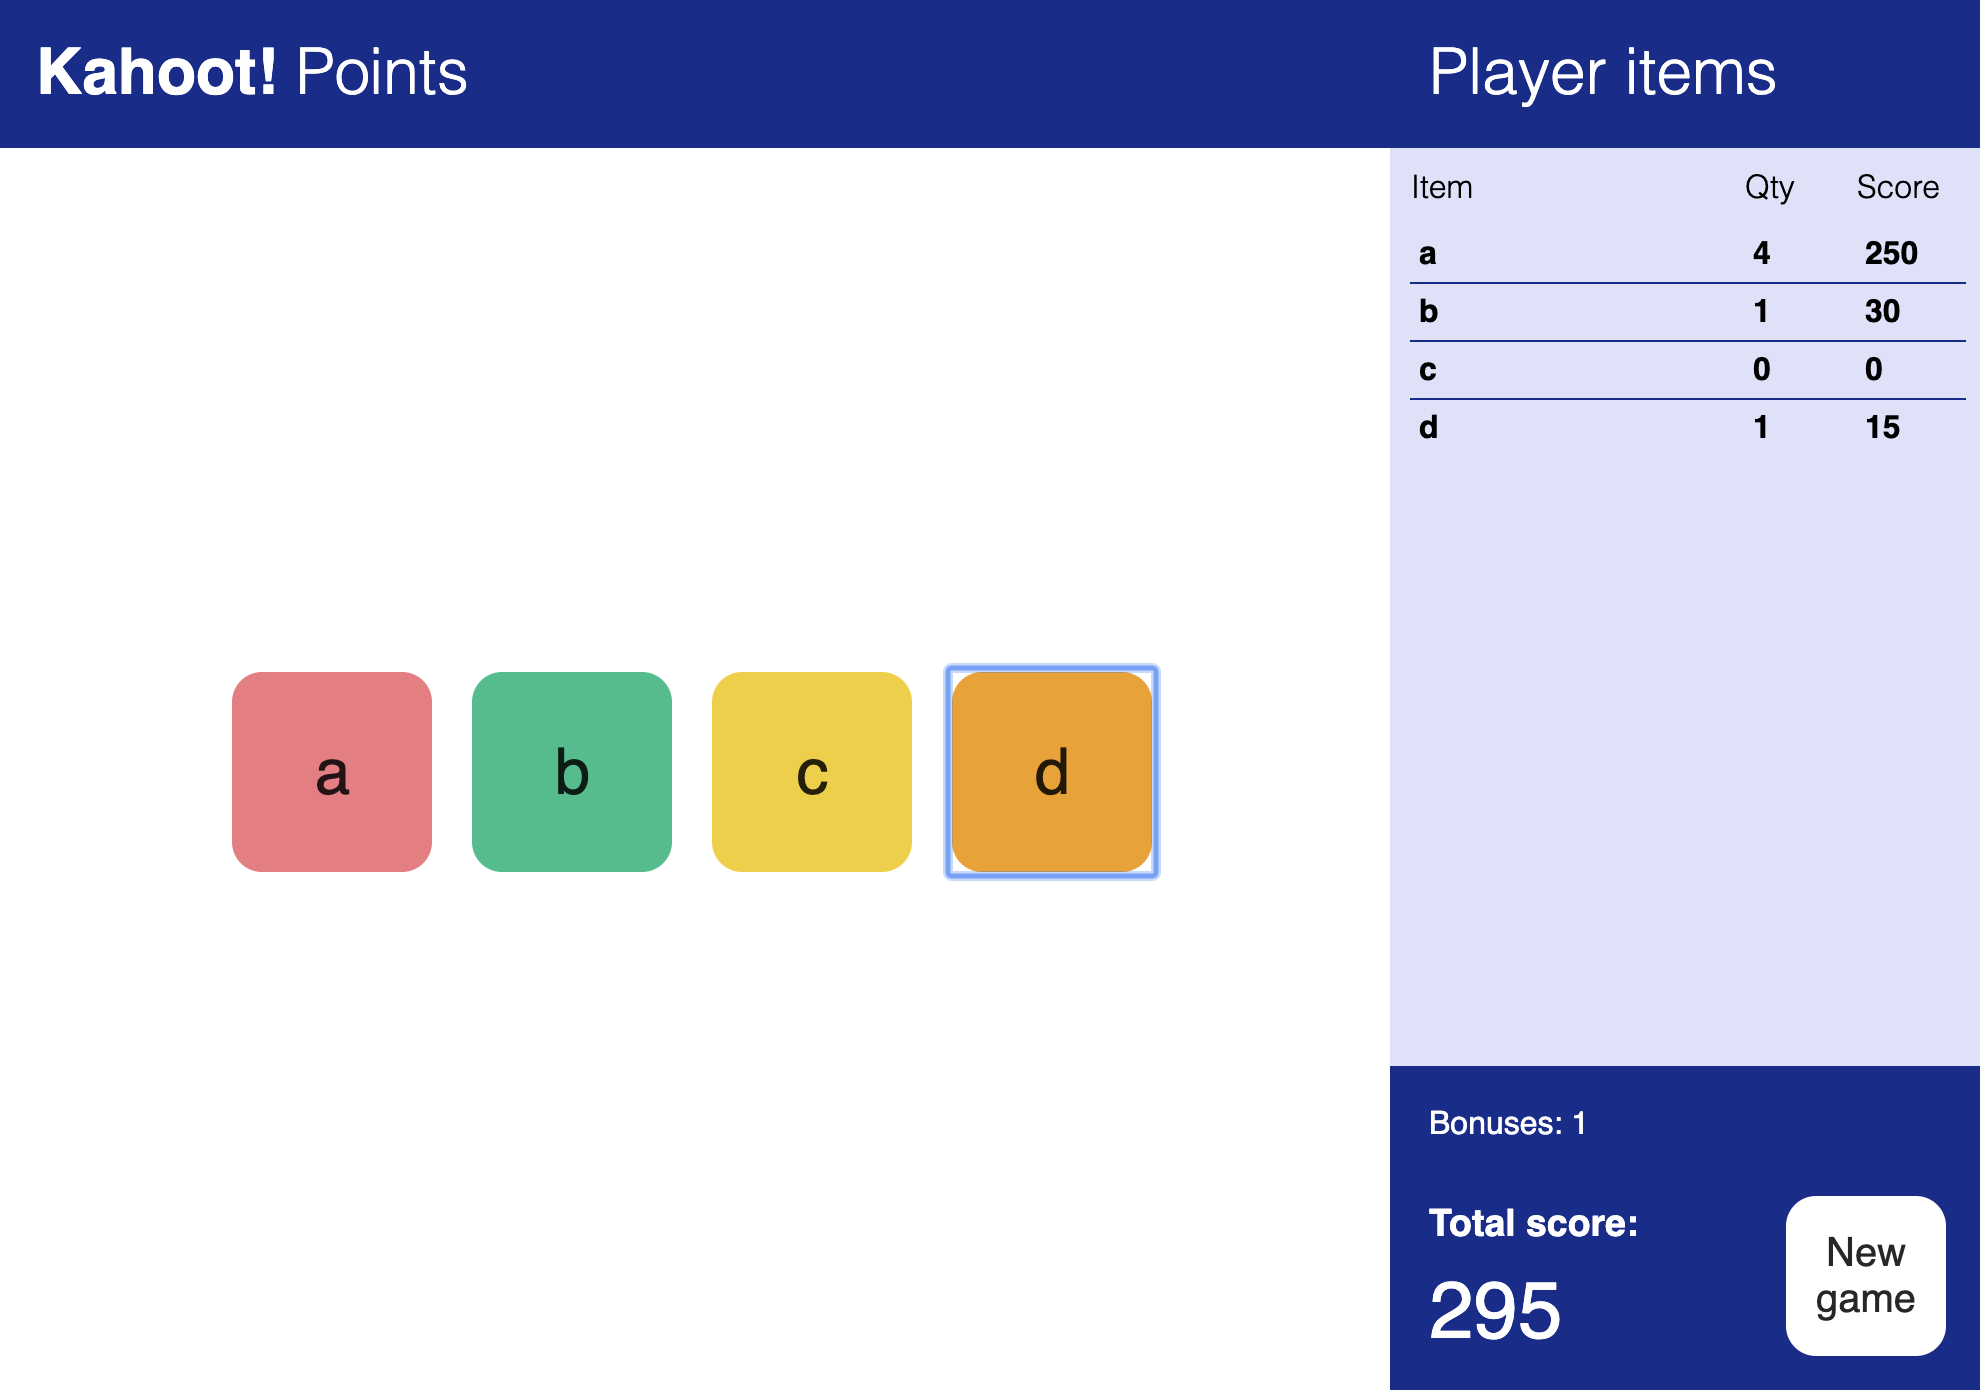 Kahoot! Points
Player items
Item Qty Score
a 4 250
b 1 30
c 0 0
d 1 15
a b c d
Bonuses: 1
Total score:
295
New
game